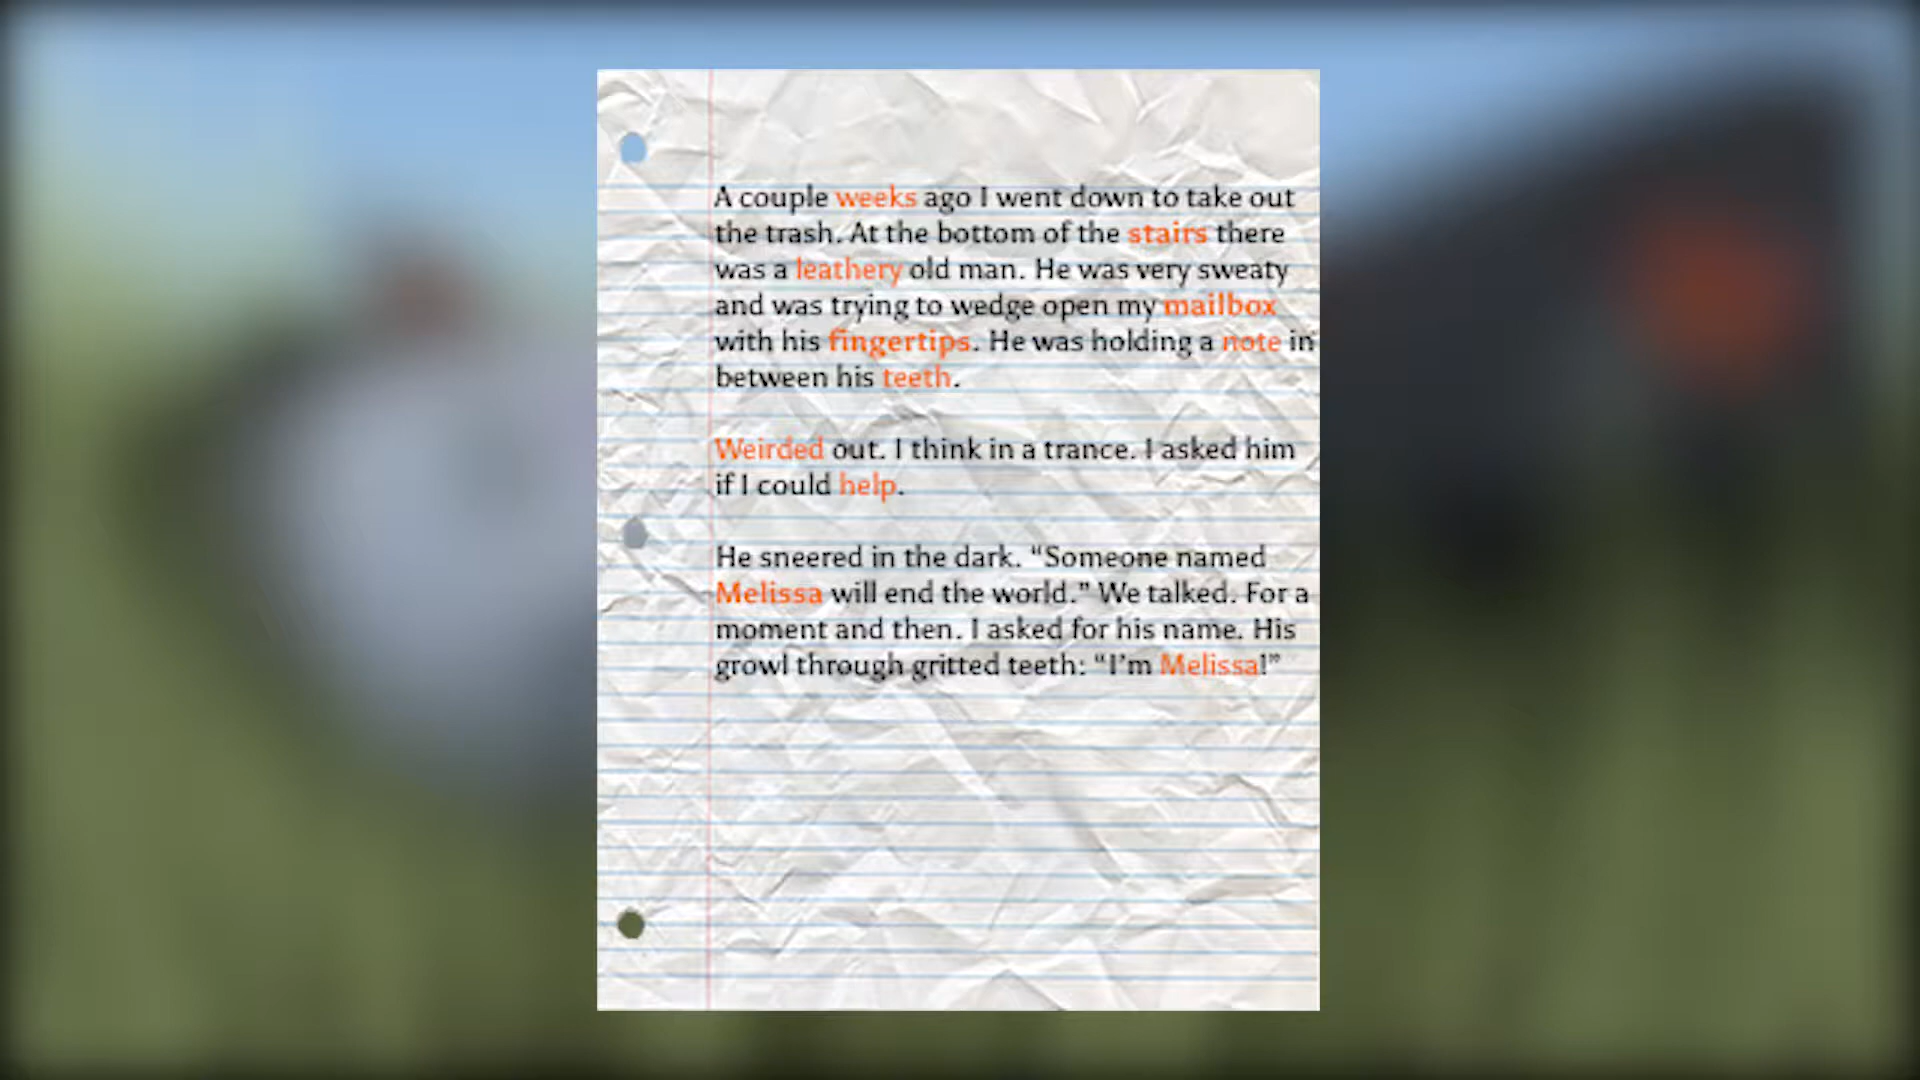 A couple weeks ago I went down to take out
the trash. At the bottom of the stairs there
was a leathery old man. He was very sweaty
and was trying to wedge open my mailbox
with his fingertips. He was holding a note in
between his teeth.
Weirded out. I think in a trance. I asked him
if I could help.
He sneered in the dark. “Someone named
Melissa will end the world.” We talked. For a
moment and then. I asked for his name. His
growl through gritted teeth: “I’m Melissa!”